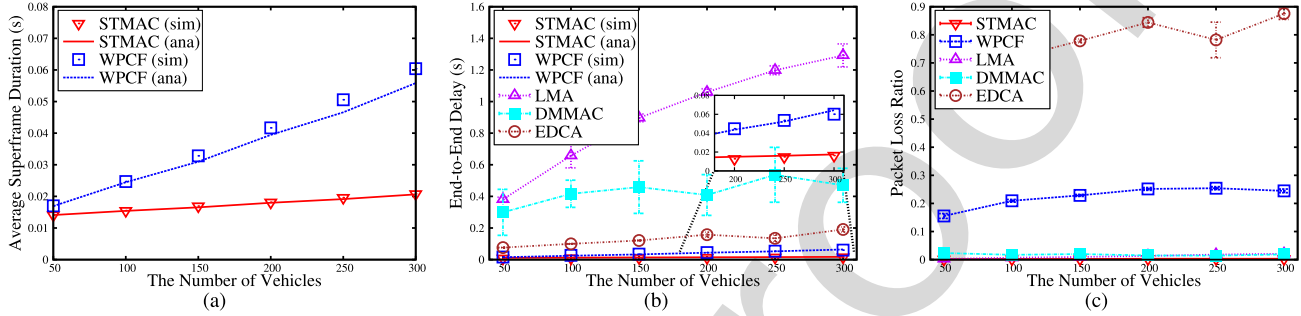 Average Superframe Duration (s)
0.08
0.07
0.06
0.05
0.04
0.03
0.02
0.01
0
STMAC (sim)
STMAC (ana)
WPCF (sim)
WPCF (ana)
50 100 150 200 250 300
The Number of Vehicles
(a)
End-to-End Delay (s)
1.6
1.4
1.2
1
0.8
0.6
0.4
0.2
0
STMAC (sim)
STMAC (ana)
WPCF (sim)
WPCF (ana)
LMA
DMMAC
EDCA
0.08
0.06
0.04
0.02
0
200 250 300
50 100 150 200 250 300
The Number of Vehicles
(b)
Packet Loss Ratio
0.9
0.8
0.7
0.6
0.5
0.4
0.3
0.2
0.1
0
STMAC
WPCF
LMA
DMMAC
EDCA
50 100 150 200 250 300
The Number of Vehicles
(c)